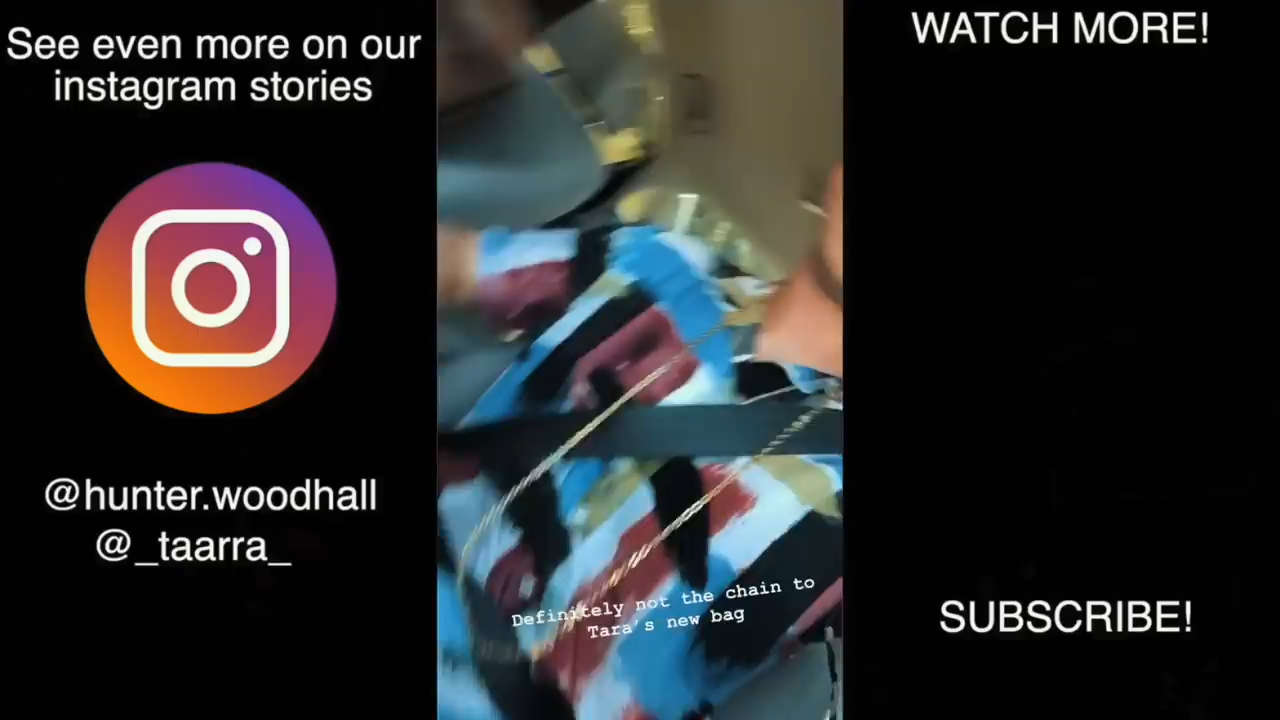 See even more on our
instagram stories
@hunter.woodhall
@_taarra_
Definitely not the chain to
Tara's new bag
WATCH MORE!
SUBSCRIBE!